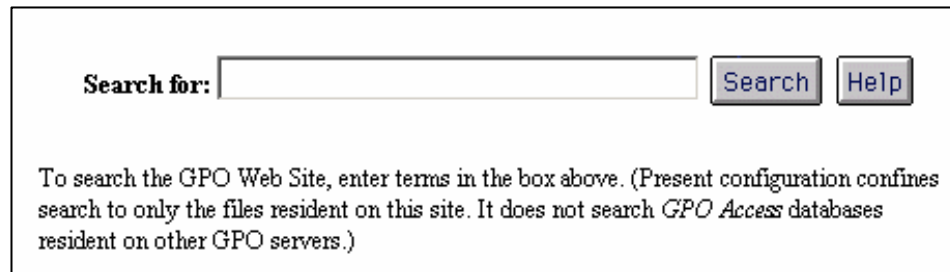 Search for: Search Help
To search the GPO Web Site, enter terms in the box above. (Present configuration confines
search to only the files resident on this site. It does not search GPO Access databases
resident on other GPO servers.)